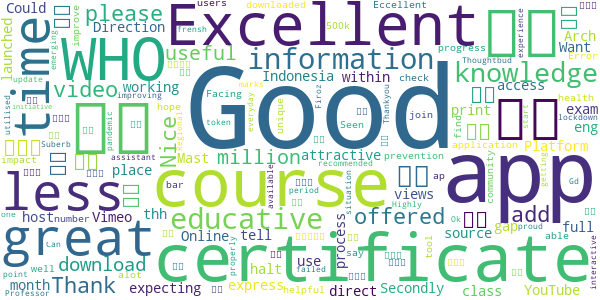 Good
app
Excellent
certificate
course
WHO
great
less
time
information
knowledge
educative
offered
million
Thank
Nice
video
please
useful
add
download
Platform
Direction
Could
launched
users
downloaded
Eccellent
500k
improve
emerging
frensh
Indonesia
within
working
Facing
check
progress
Thoughtbud
Arch
Want
Error
experience
access
health
print
exam
eng
find
application
start
lockdown
update
utilised
improving
hope
everyday
unique
Firoz
Seen
Thankyou
join
token
marks
initiative
pandemic
Suberb
assistant
impact
place
Mast
attractive
prevention
recommended
community
getting
bar
period
views
ap
Highly
Gd
interactive
host
number
Vimeo
thh
Online
tell
process
situation
available
source
gap
full
proud
Ok
able
one
can
month
expecting
use
halt
direct
Secondly
say
tool
class
YouTube
point
well
alot
express
helpful
failed
properly
Professor